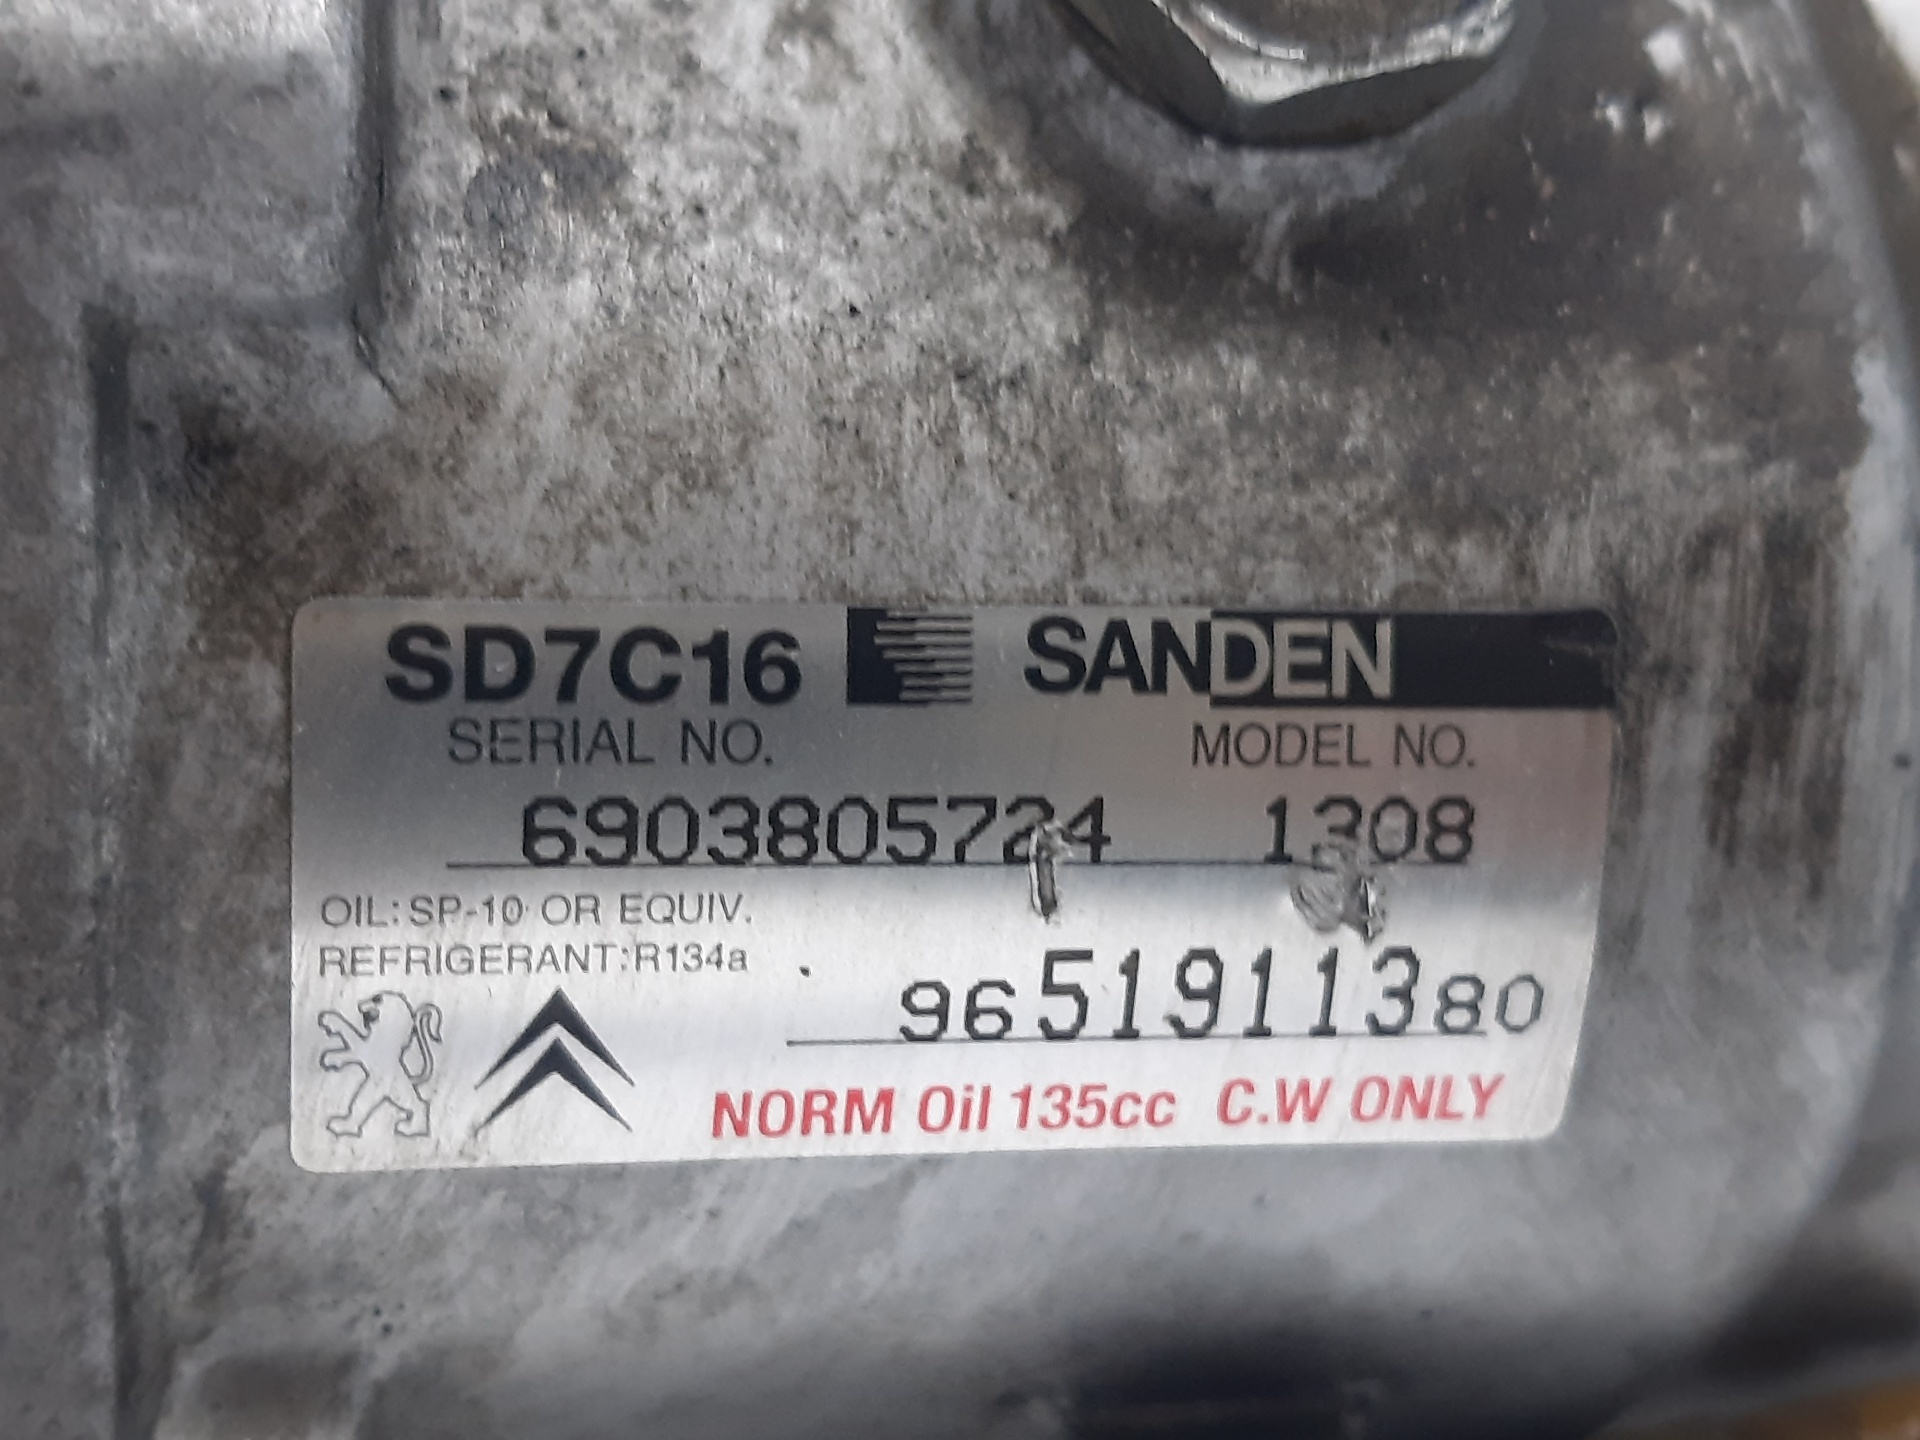 SD7C16 SANDEN
SERIAL NO. MODEL NO.
6903805724 1308
OIL: SP-10 OR EQUIV.
REFRIGERANT: R134a
9651911380
NORM Oil 135cc C.W ONLY